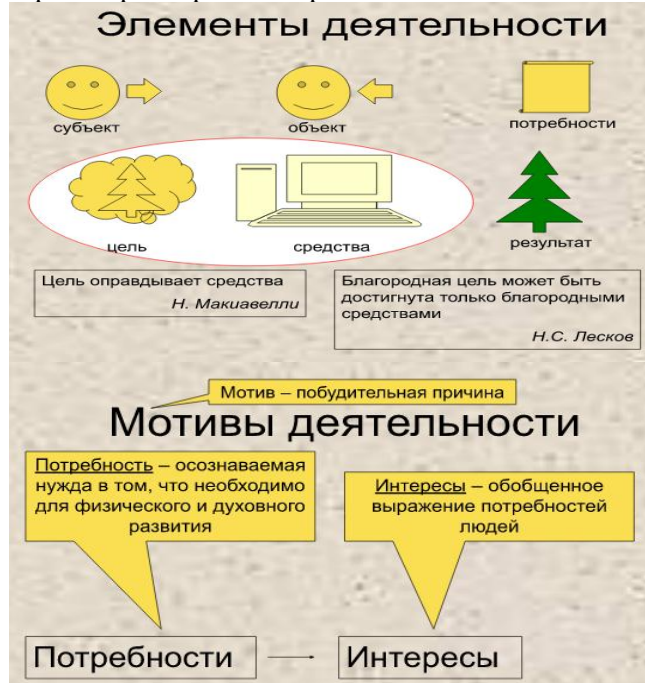 Элементы деятельности
субъект
объект
потребности
цель
средства
результат
Цель оправдывает средства
Н. Макиавелли
Благородная цель может быть
достигнута только благородными
средствами
Н.С. Лесков
Мотив – побудительная причина
Мотивы деятельности
Потребность – осознаваемая
нужда в том, что необходимо
для физического и духовного
развития
Интересы – обобщенное
выражение потребностей
людей
Потребности
Интересы